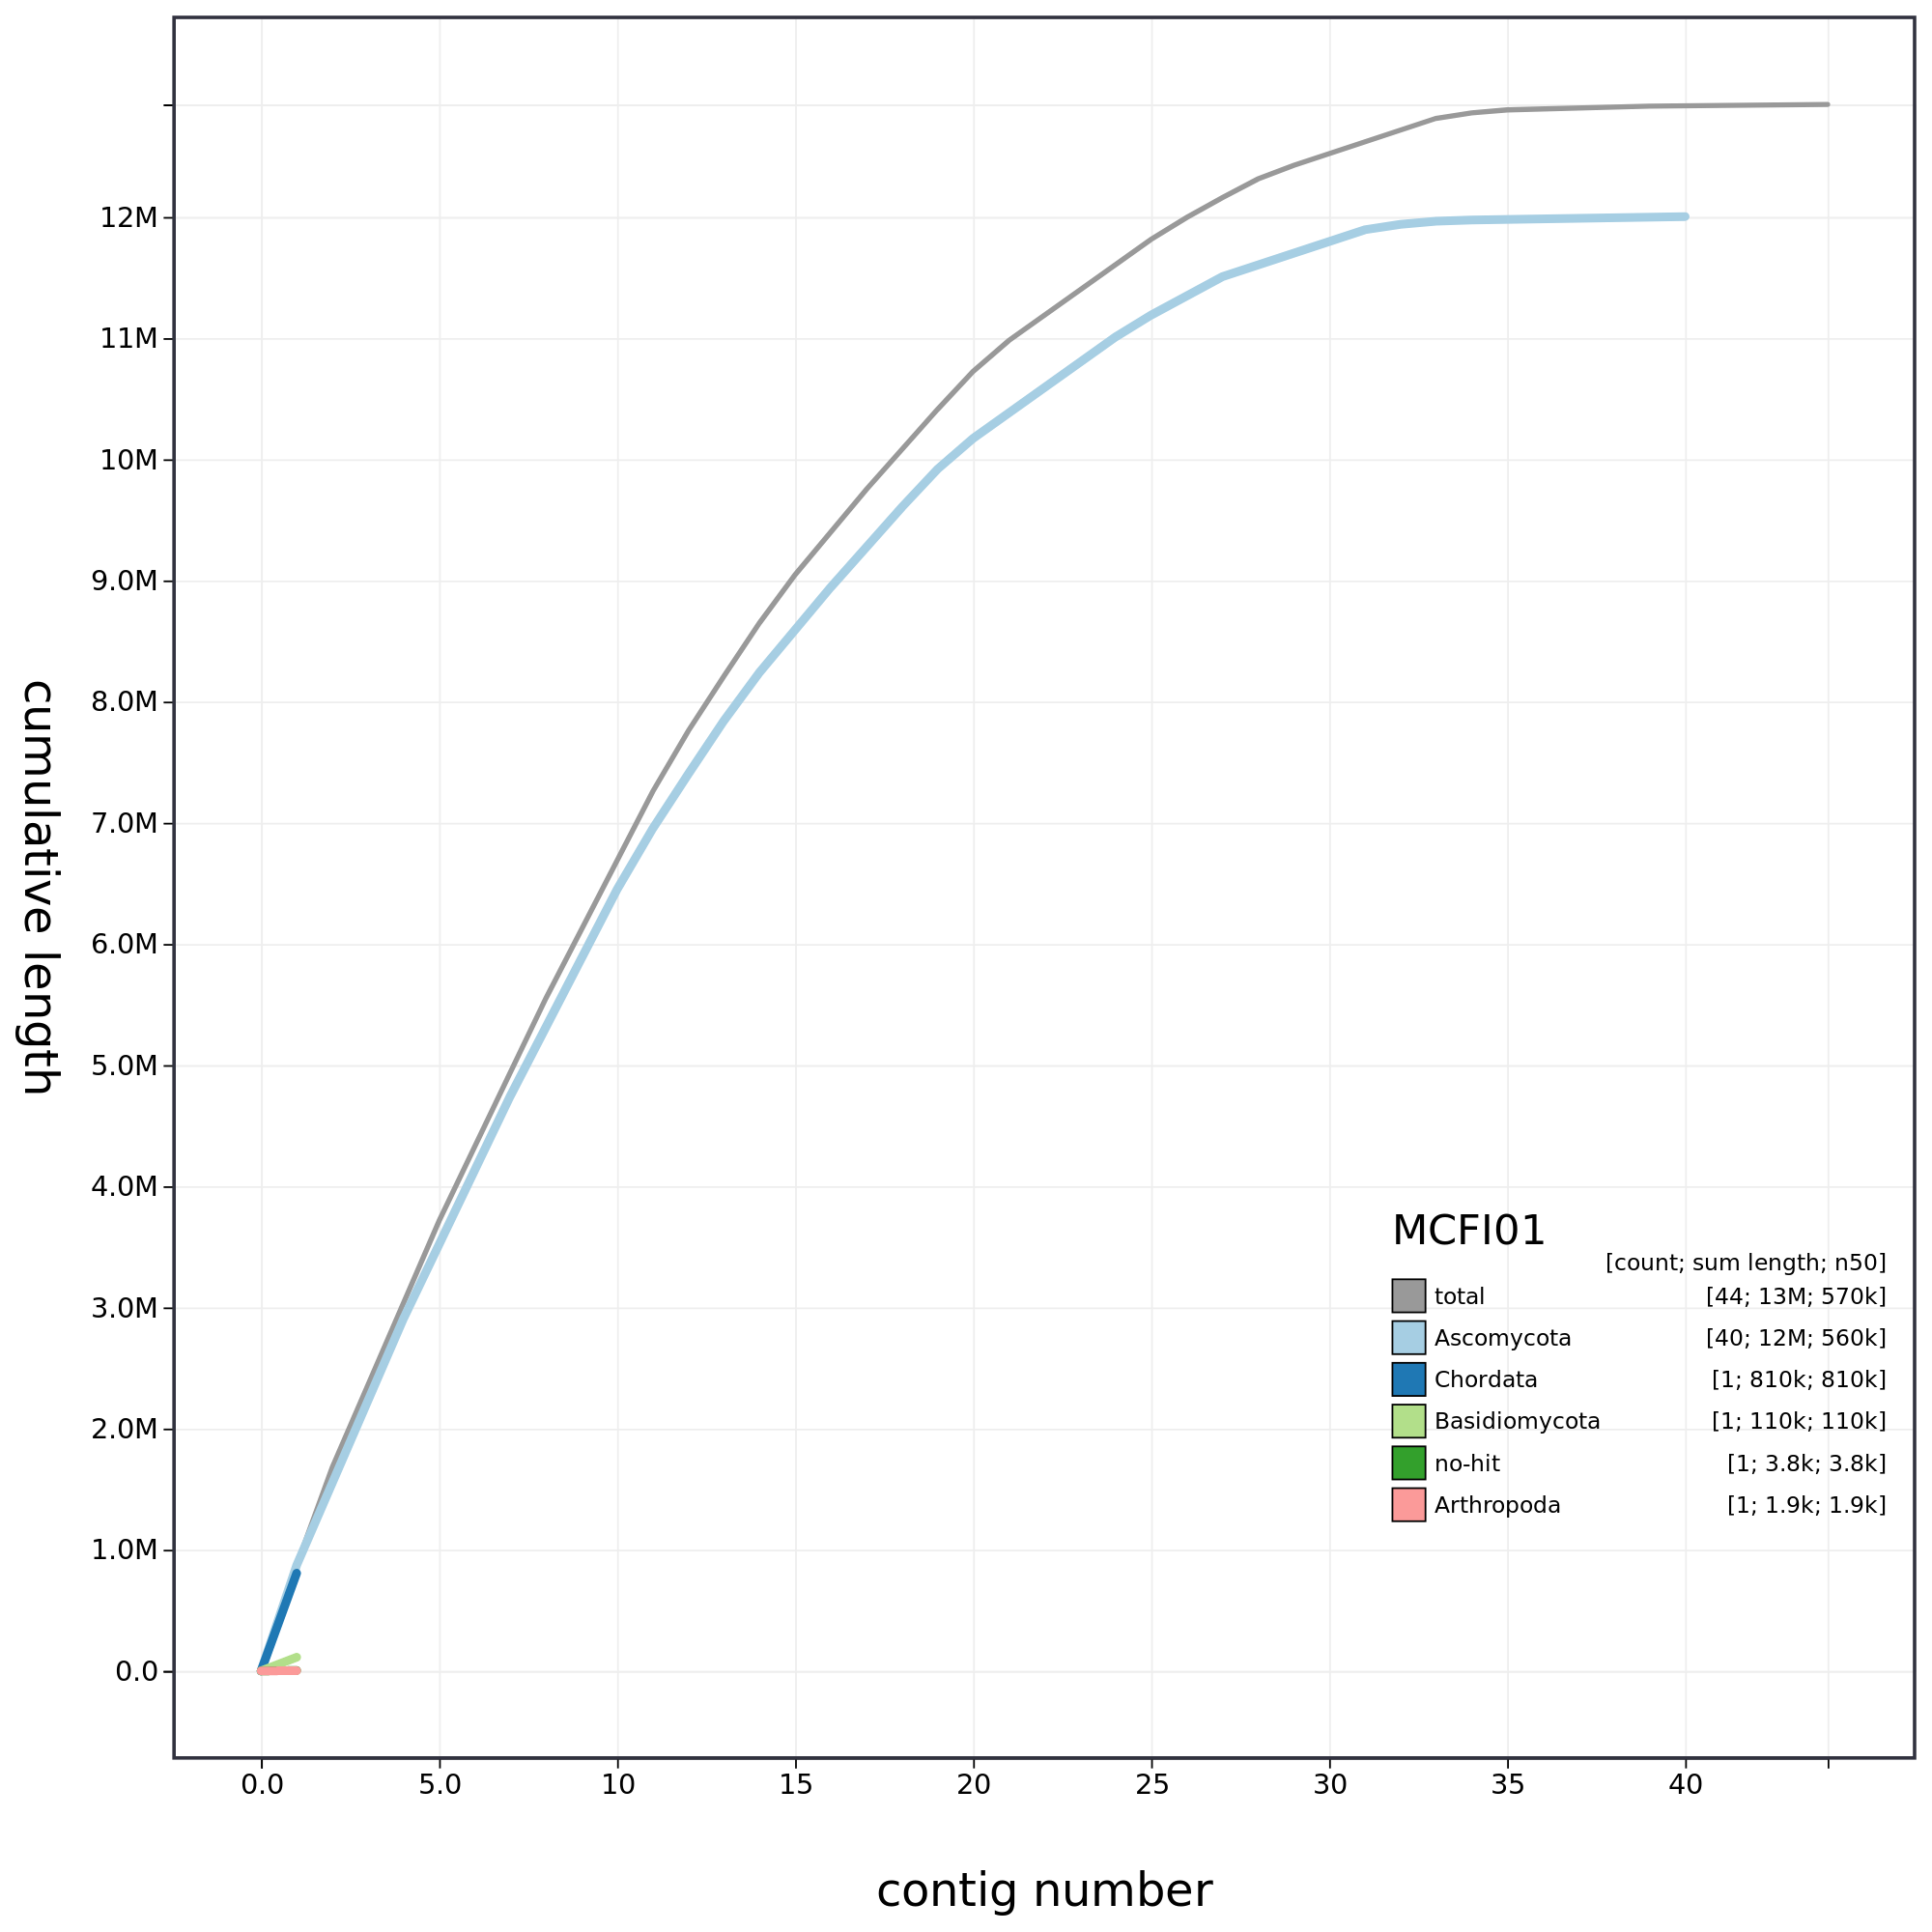 cumulative length
12M
11M
10M
9.0M
8.0M
7.0M
6.0M
5.0M
4.0M
3.0M
2.0M
1.0M
0.0
MCFI01
[count; sum length; n50]
total [44; 13M; 570k]
Ascomycota [40; 12M; 560k]
Chordata [1; 810k; 810k]
Basidiomycota [1; 110k; 110k]
no-hit [1; 3.8k; 3.8k]
Arthropoda [1; 1.9k; 1.9k]
0.0 5.0 10 15 20 25 30 35 40
contig number